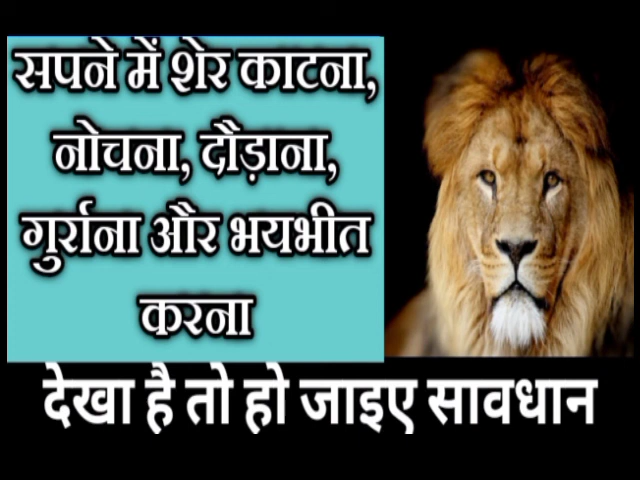 सपने में शेर काटना,
नोचना, दौड़ाना,
गुर्राना और भयभीत
करना
देखा है तो हो जाइए सावधान